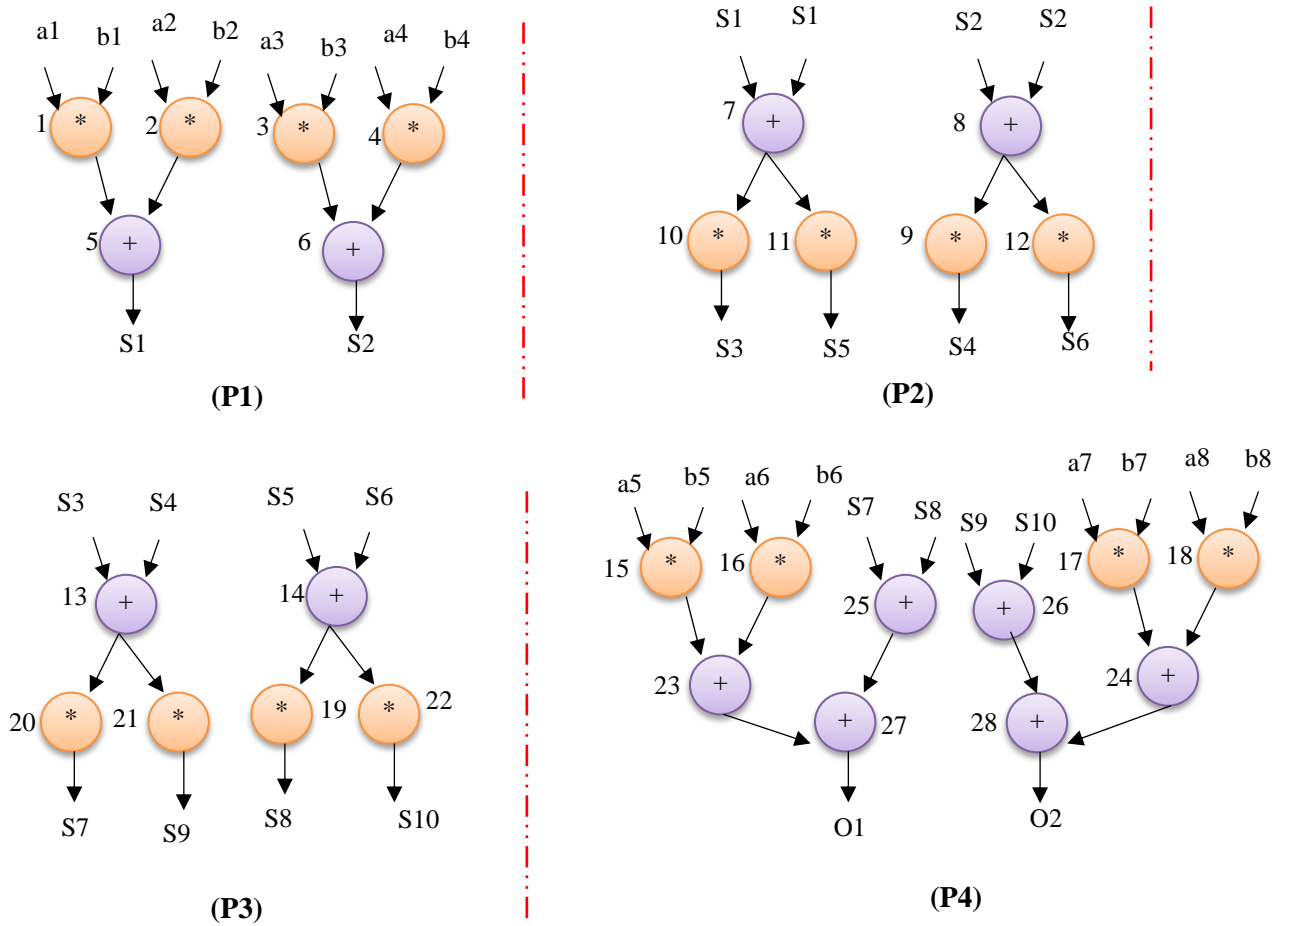 a1 b1 a2 b2 a3 b3 a4 b4
1 * 2 * 3 * 4 *
5 + 6 +
S1 S2
(P1)
S1 S1 S2 S2
7 + 8 +
10 * 11 * 9 * 12 *
S3 S5 S4 S6
(P2)
S3 S4 S5 S6
13 + 14 +
20 * 21 * * 19 * 22
S7 S9 S8 S10
(P3)
a5 b5 a6 b6 S7 S8 S9 S10 a7 b7 a8 b8
15 * 16 * 25 + + 26 17 * 18 *
23 + + 27 28 + 24 +
O1 O2
(P4)